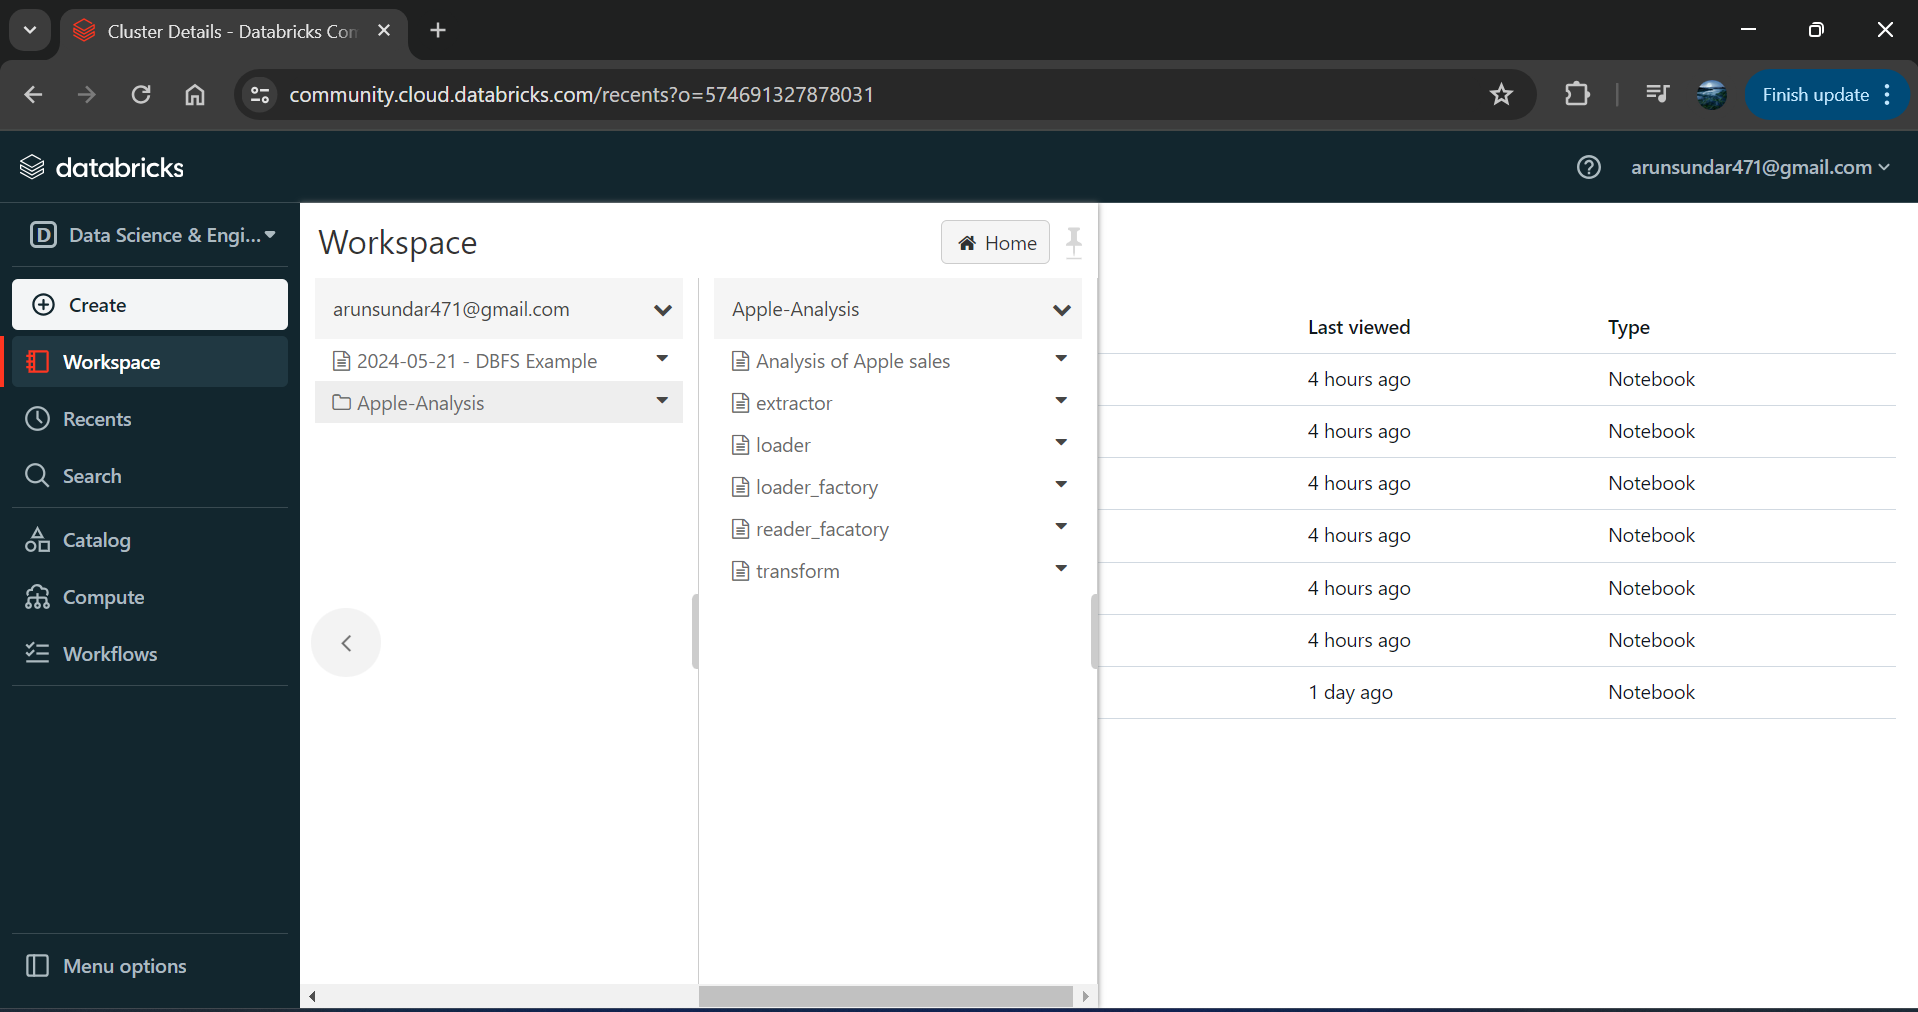 Cluster Details - Databricks Con
community.cloud.databricks.com/recents?o=574691327878031
Finish update
databricks
arunsundar471@gmail.com
Data Science & Engi...
Create
Workspace
Recents
Search
Catalog
Compute
Workflows
Menu options
Workspace
Home
arunsundar471@gmail.com
2024-05-21 - DBFS Example
Apple-Analysis
Apple-Analysis
Analysis of Apple sales
extractor
loader
loader_factory
reader_facatory
transform
Last viewed Type
4 hours ago Notebook
4 hours ago Notebook
4 hours ago Notebook
4 hours ago Notebook
4 hours ago Notebook
4 hours ago Notebook
1 day ago Notebook